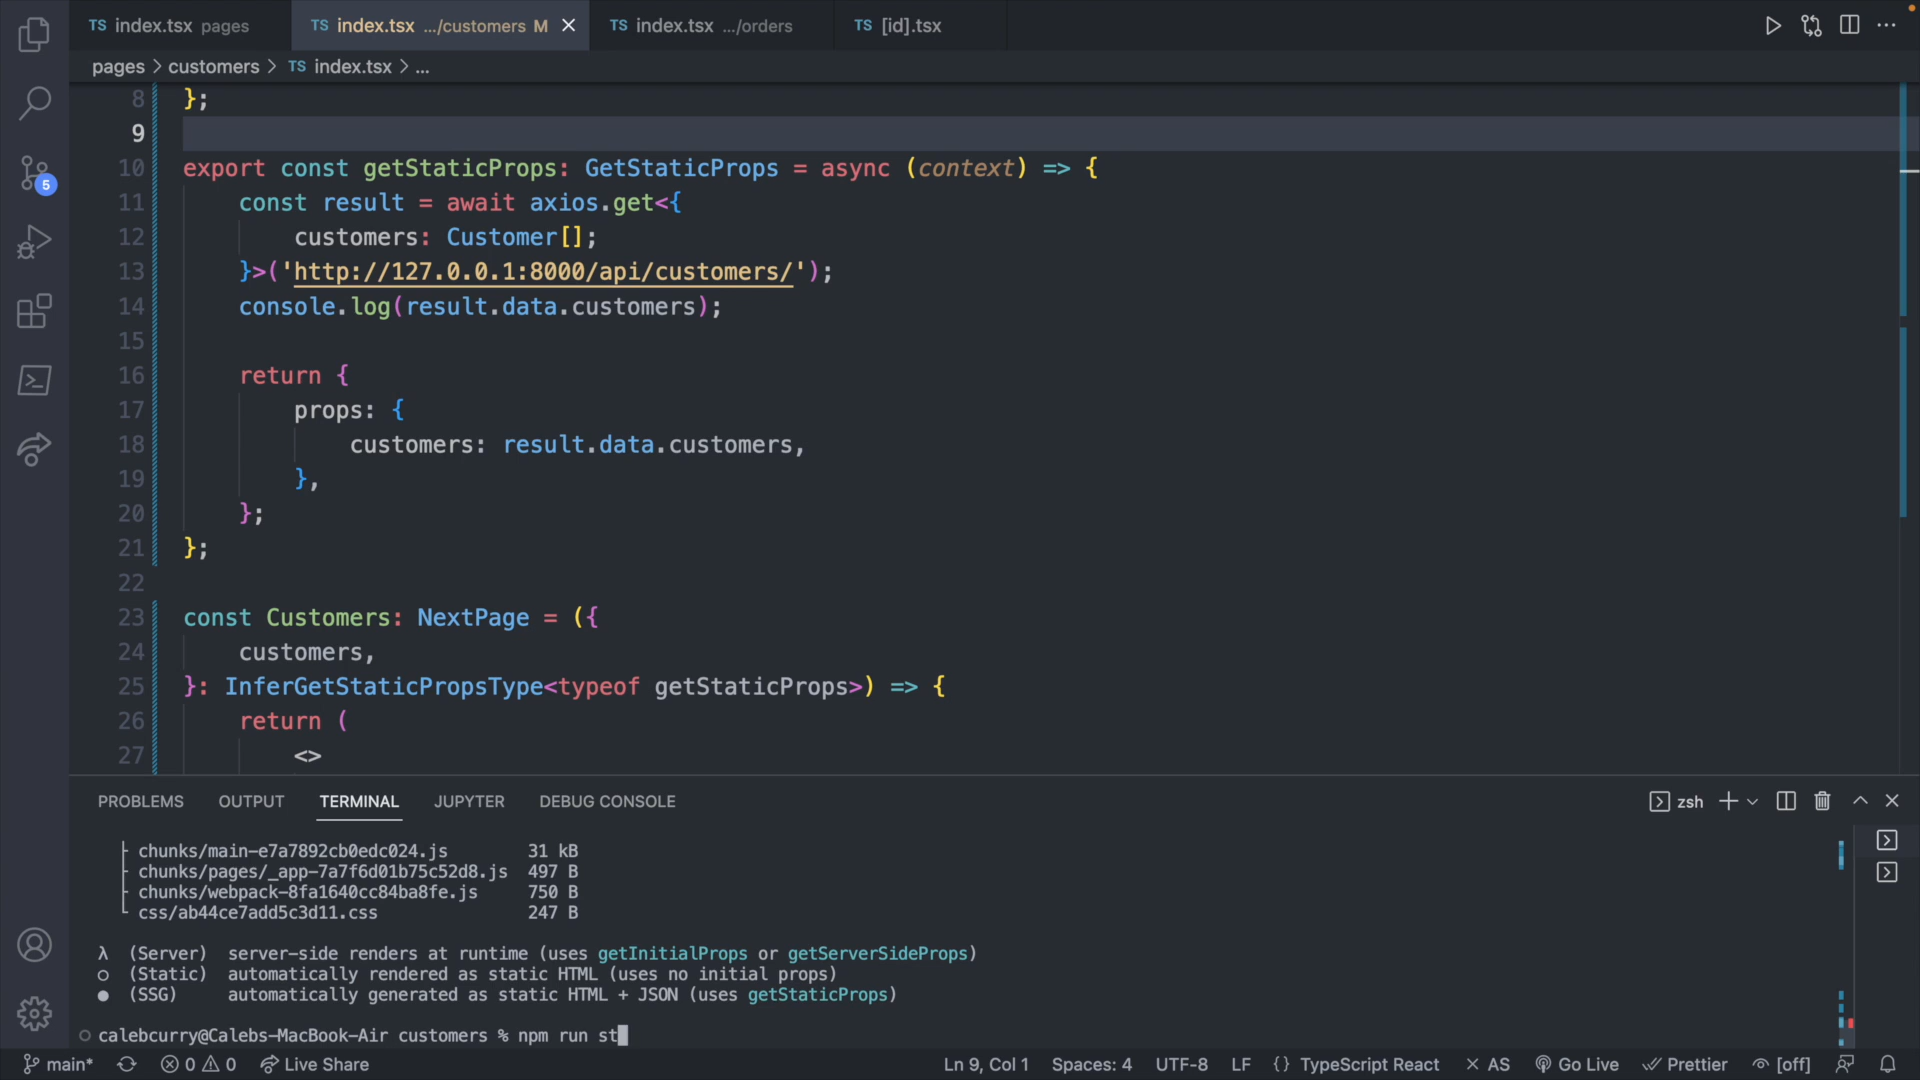 TS index.tsx pages TS index.tsx .../customers M TS index.tsx .../orders TS [id].tsx
pages > customers > TS index.tsx > ...
8 };
9
10 export const getStaticProps: GetStaticProps = async (context) => {
11 const result = await axios.get<{
12 customers: Customer[];
13 }>('http://127.0.0.1:8000/api/customers/');
14 console.log(result.data.customers);
15
16 return {
17 props: {
18 customers: result.data.customers,
19 },
20 };
21 };
22
23 const Customers: NextPage = ({
24 customers,
25 }: InferGetStaticPropsType<typeof getStaticProps>) => {
26 return (
27 <>
5
PROBLEMS OUTPUT TERMINAL JUPYTER DEBUG CONSOLE zsh
├ chunks/main-e7a7892cb0edc024.js 31 kB
├ chunks/pages/_app-7a7f6d01b75c52d8.js 497 B
├ chunks/webpack-8fa1640cc84ba8fe.js 750 B
└ css/ab44ce7add5c3d11.css 247 B
λ (Server) server-side renders at runtime (uses getInitialProps or getServerSideProps)
○ (Static) automatically rendered as static HTML (uses no initial props)
● (SSG) automatically generated as static HTML + JSON (uses getStaticProps)
calebcurry@Calebs-MacBook-Air customers % npm run st
main* 0 0 Live Share Ln 9, Col 1 Spaces: 4 UTF-8 LF {} TypeScript React AS Go Live Prettier [off]